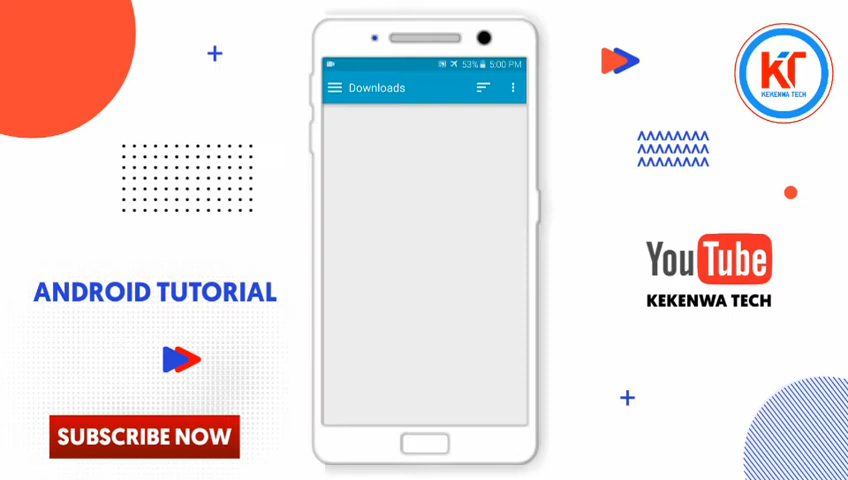 53% 5:00 PM
Downloads
KT
KEKENWA TECH
YouTube
KEKENWA TECH
ANDROID TUTORIAL
SUBSCRIBE NOW